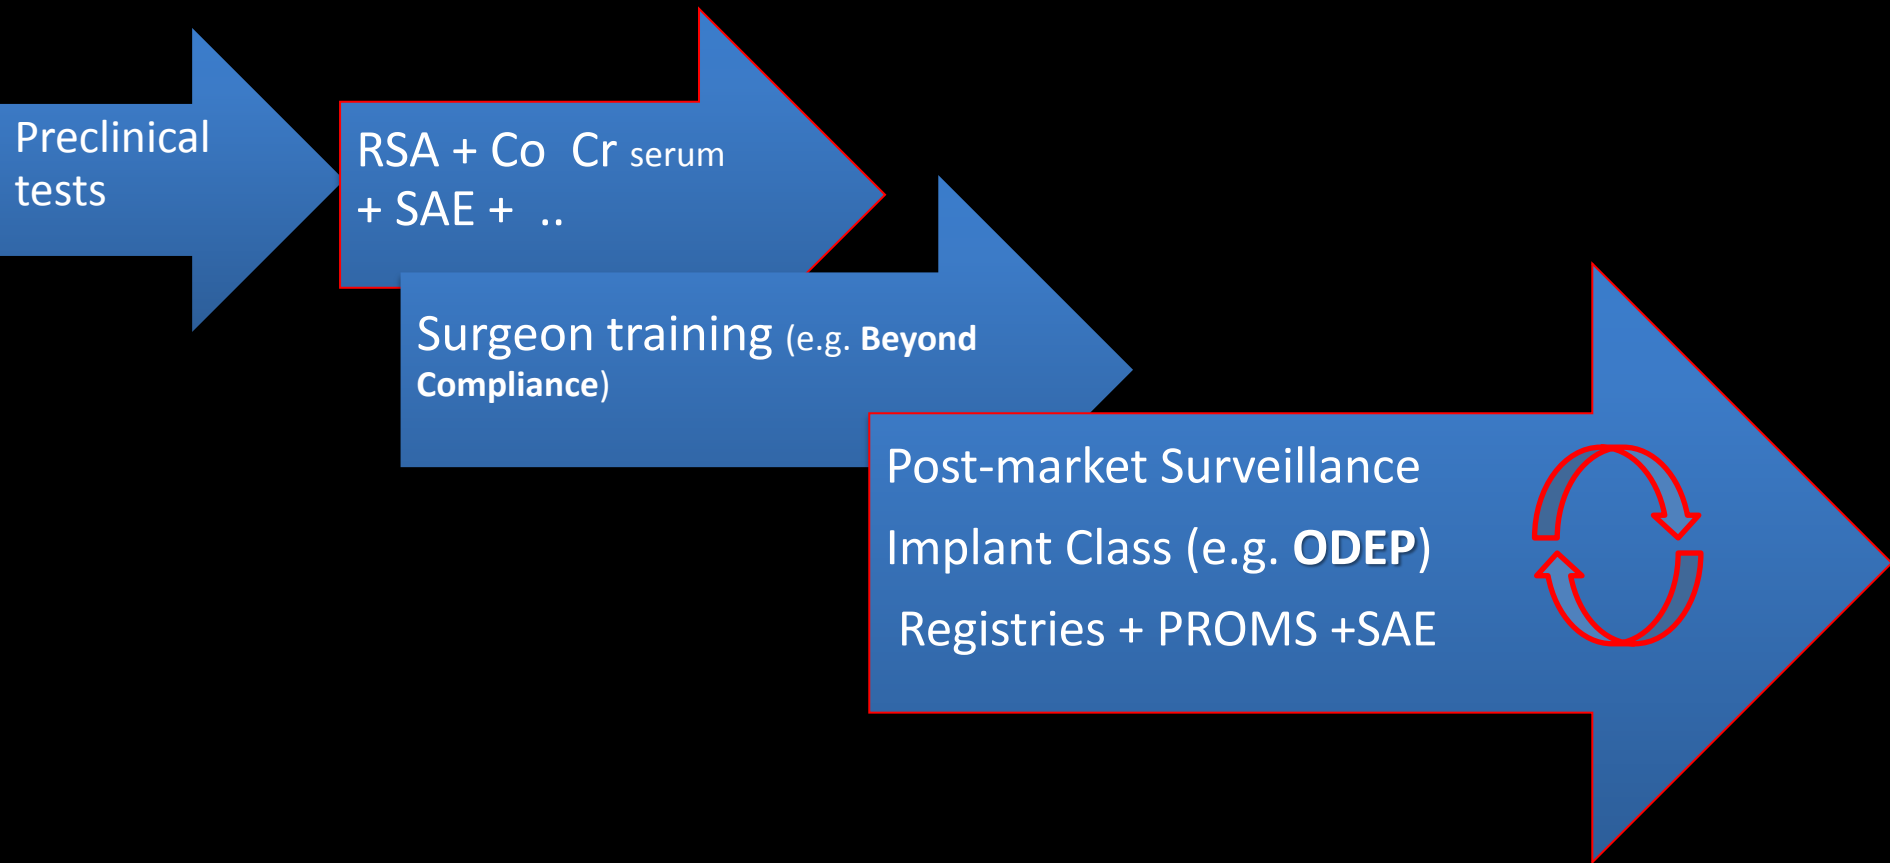 Preclinical
tests
RSA + Co  Cr serum
+ SAE +  ..
Surgeon training (e.g. Beyond
Compliance)
Post-market Surveillance
Implant Class (e.g. ODEP)
Registries + PROMS +SAE